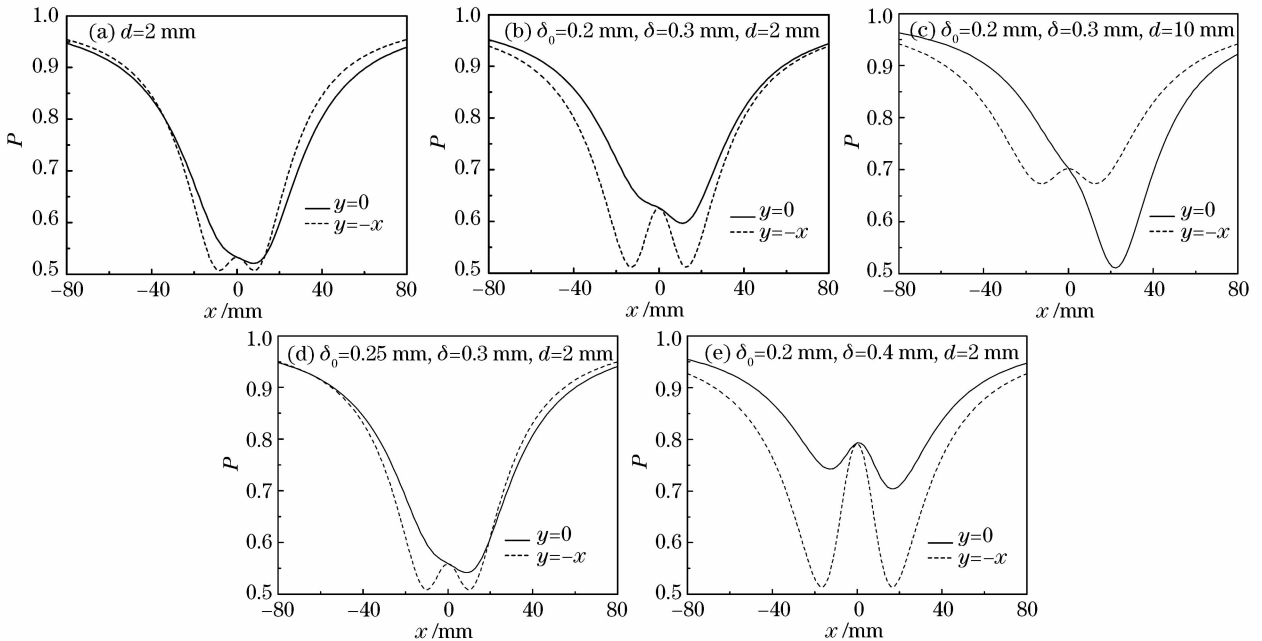 (a) d=2 mm
1.0
0.9
0.8
0.7
0.6
0.5
P
y=0
y=−x
−80
−40
0
40
80
x /mm
(b) δ₀=0.2 mm, δ=0.3 mm, d=2 mm
1.0
0.9
0.8
0.7
0.6
0.5
P
y=0
y=−x
−80
−40
0
40
80
x /mm
(c) δ₀=0.2 mm, δ=0.3 mm, d=10 mm
1.0
0.9
0.8
0.7
0.6
0.5
P
y=0
y=−x
−80
−40
0
40
80
x /mm
(d) δ₀=0.25 mm, δ=0.3 mm, d=2 mm
1.0
0.9
0.8
0.7
0.6
0.5
P
y=0
y=−x
−80
−40
0
40
80
x /mm
(e) δ₀=0.2 mm, δ=0.4 mm, d=2 mm
1.0
0.9
0.8
0.7
0.6
0.5
P
y=0
y=−x
−80
−40
0
40
80
x /mm